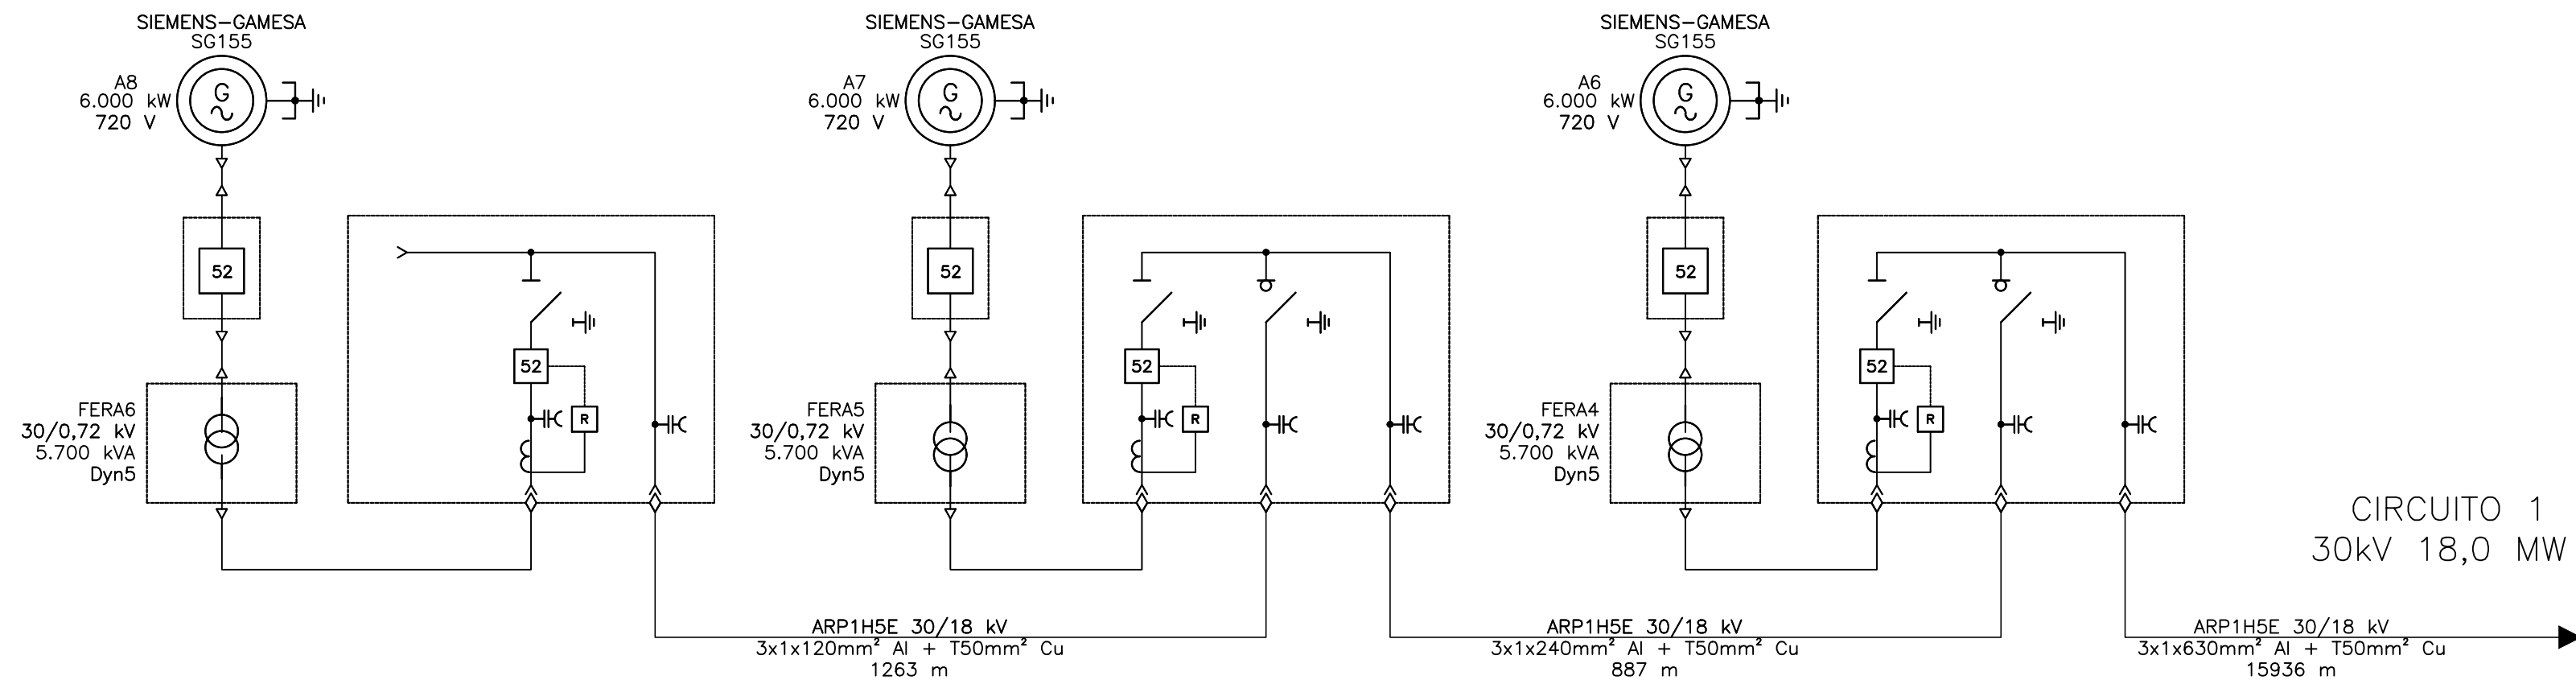 SIEMENS-GAMESA
SG155
A8
6.000 kW
720 V
G
52
FERA6
30/0,72 kV
5.700 kVA
Dyn5
52
R
SIEMENS-GAMESA
SG155
A7
6.000 kW
720 V
G
52
FERA5
30/0,72 kV
5.700 kVA
Dyn5
52
R
SIEMENS-GAMESA
SG155
A6
6.000 kW
720 V
G
52
FERA4
30/0,72 kV
5.700 kVA
Dyn5
52
R
CIRCUITO 1
30kV 18,0 MW
ARP1H5E 30/18 kV
3x1x120mm² Al + T50mm² Cu
1263 m
ARP1H5E 30/18 kV
3x1x240mm² Al + T50mm² Cu
887 m
ARP1H5E 30/18 kV
3x1x630mm² Al + T50mm² Cu
15936 m